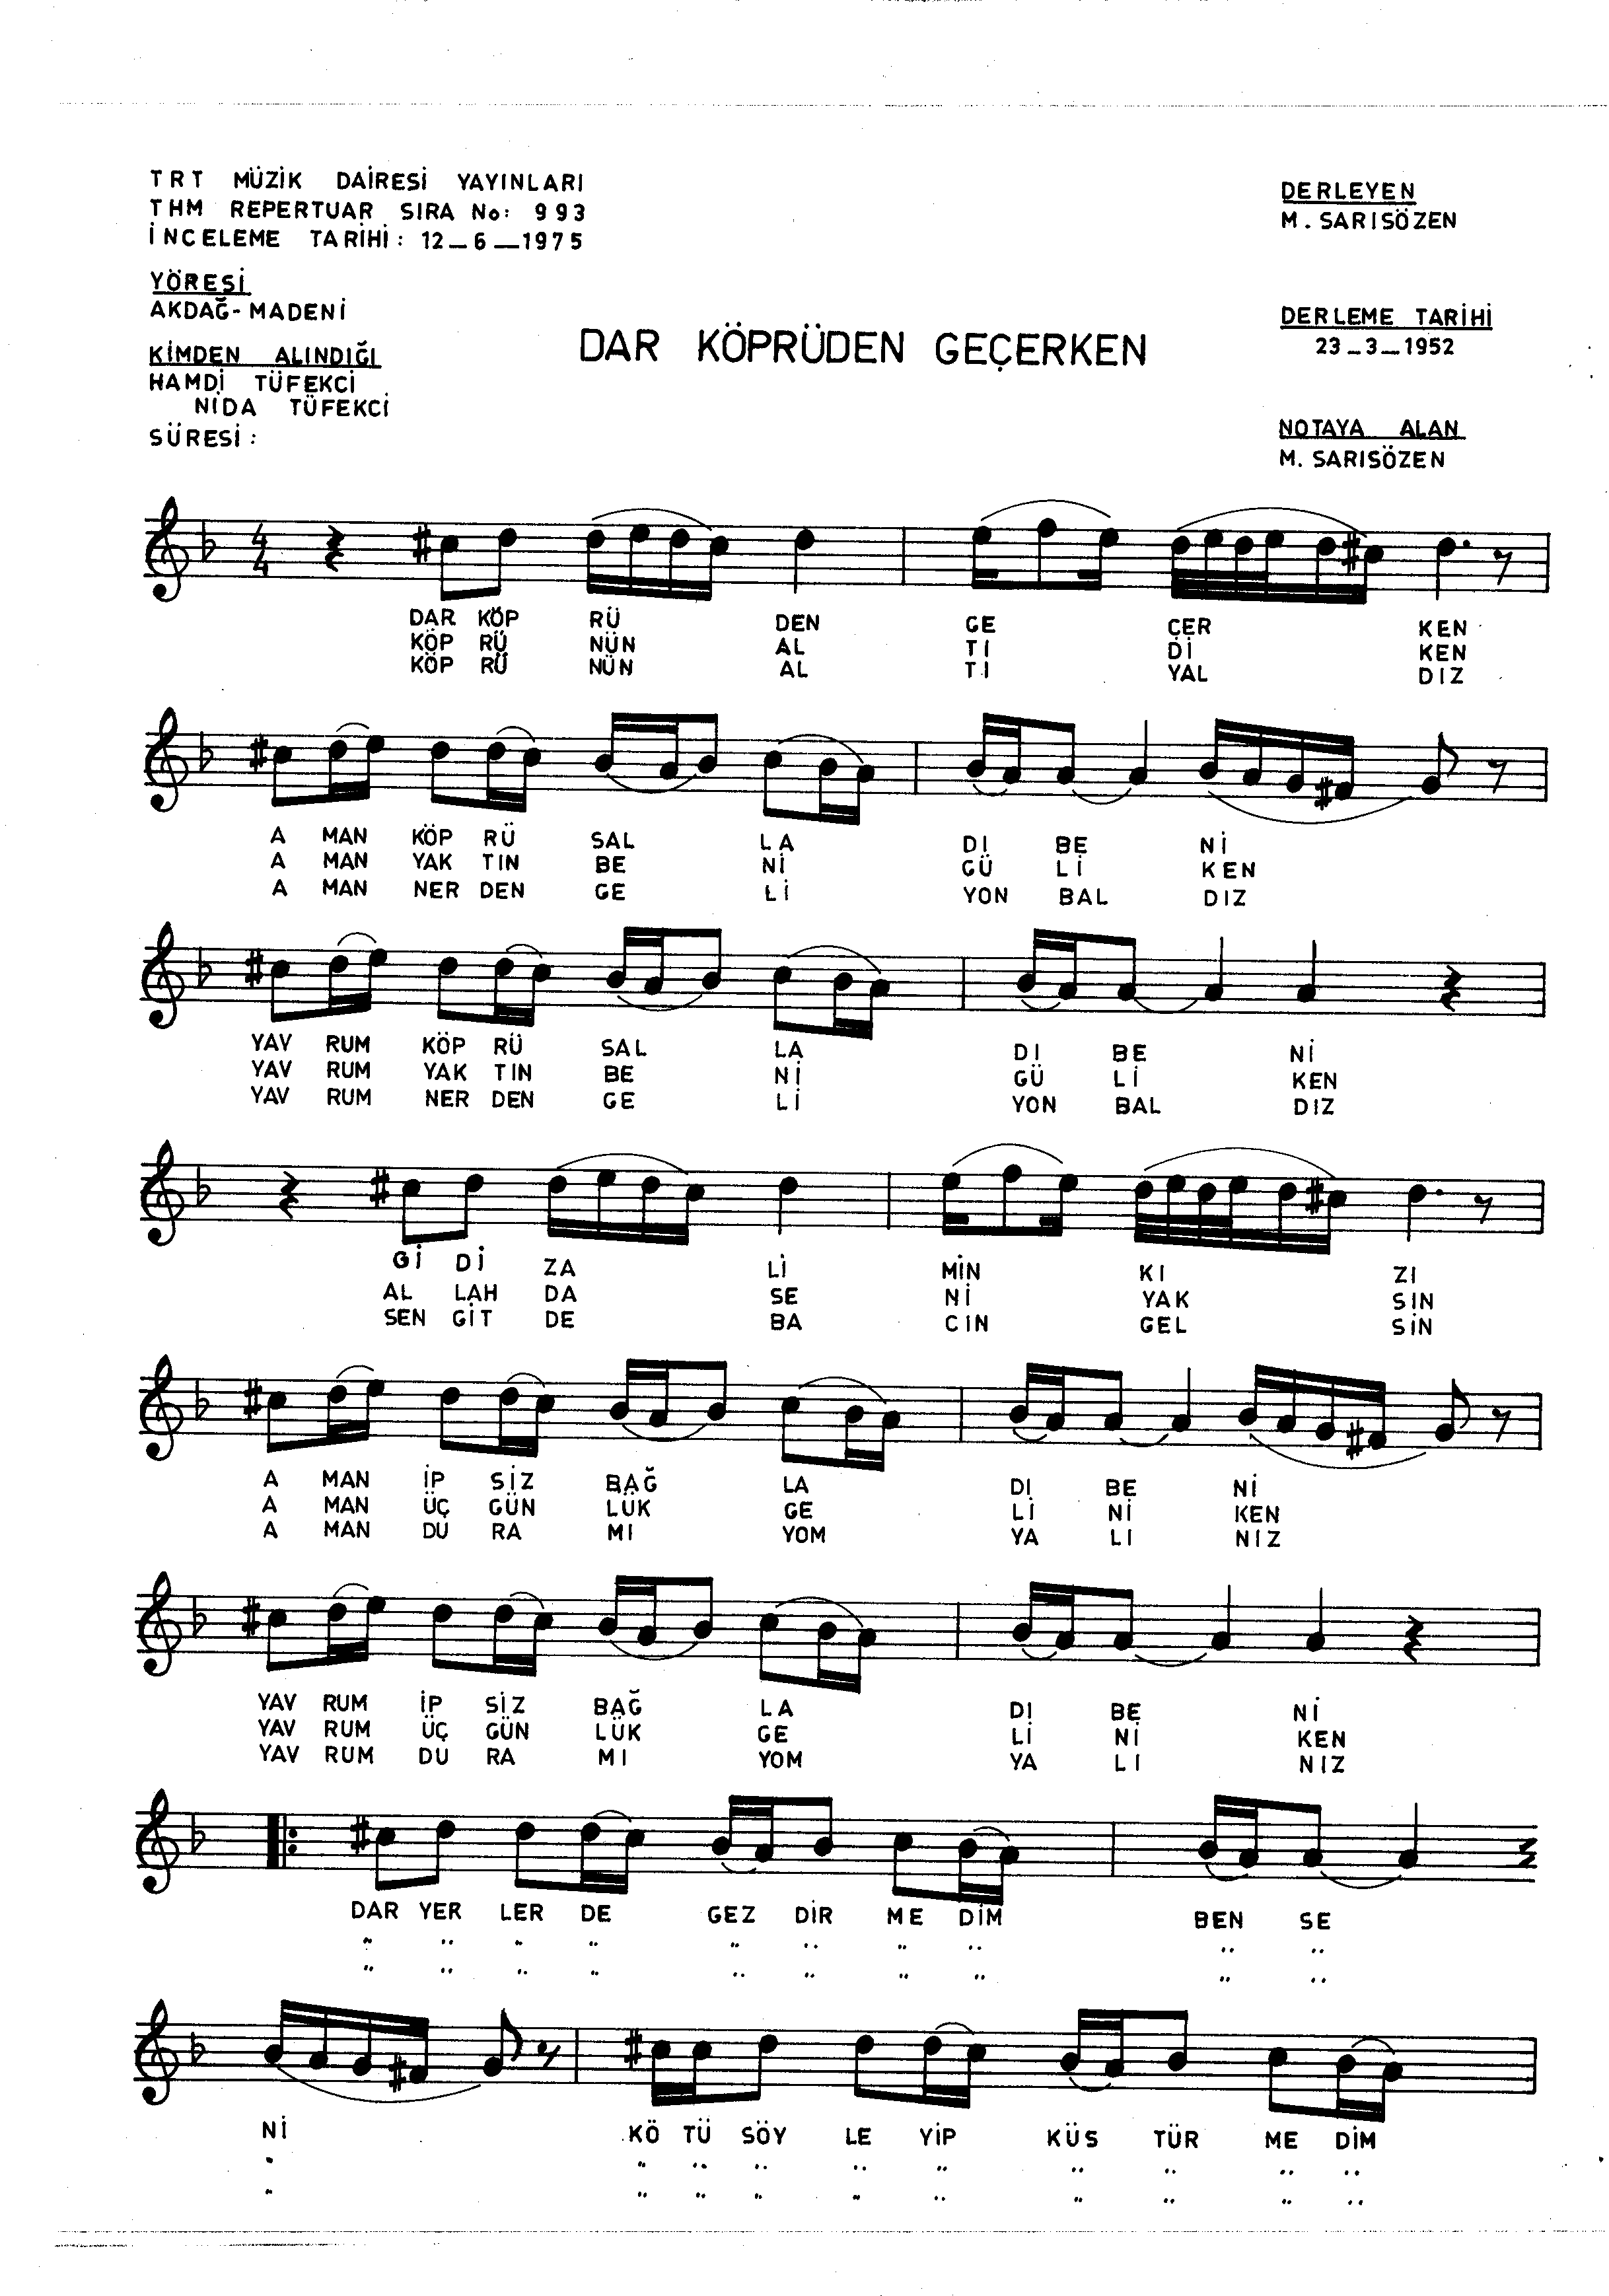 TRT MÜZİK DAİRESİ YAYINLARI
THM REPERTUAR SIRA No: 993
İNCELEME TARİHİ: 12_6_1975
DERLEYEN
M. SARISÖZEN
YÖRESİ
AKDAĞ-MADENİ
DERLEME TARİHİ
23_3_1952
DAR KÖPRÜDEN GEÇERKEN
KİMDEN ALINDIĞI
HAMDİ TÜFEKCİ
NİDA TÜFEKCİ
SÜRESİ:
NOTAYA ALAN
M. SARISÖZEN
4
4
DAR KÖP RÜ DEN GE ÇER KEN
KÖP RÜ NÜN AL TI Dİ KEN
KÖP RÜ NÜN AL TI YAL DIZ
A MAN KÖP RÜ SAL LA DI BE Nİ
A MAN YAK TIN BE Nİ GÜ Lİ KEN
A MAN NER DEN GE Lİ YON BAL DIZ
YAV RUM KÖP RÜ SAL LA DI BE Nİ
YAV RUM YAK TIN BE Nİ GÜ Lİ KEN
YAV RUM NER DEN GE Lİ YON BAL DIZ
Gİ Dİ ZA Lİ MİN KI ZI
AL LAH DA SE Nİ YAK SIN
SEN GİT DE BA CIN GEL SİN
A MAN İP SİZ BAĞ LA DI BE Nİ
A MAN ÜÇ GÜN LÜK GE Lİ Nİ KEN
A MAN DU RA MI YOM YA LI NIZ
YAV RUM İP SİZ BAĞ LA DI BE Nİ
YAV RUM ÜÇ GÜN LÜK GE Lİ Nİ KEN
YAV RUM DU RA MI YOM YA LI NIZ
DAR YER LER DE GEZ DİR ME DİM BEN SE
" " " " " " " " " "
" " " " " " " " " "
Nİ KÖ TÜ SÖY LE YİP KÜS TÜR ME DİM
" " " " " " " " " "
" " " " " " " " " "